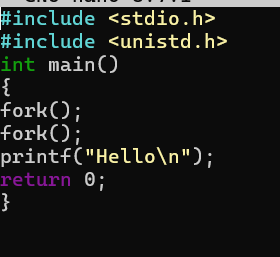 #include <stdio.h>
#include <unistd.h>
int main()
{
fork();
fork();
printf("Hello\n");
return 0;
}